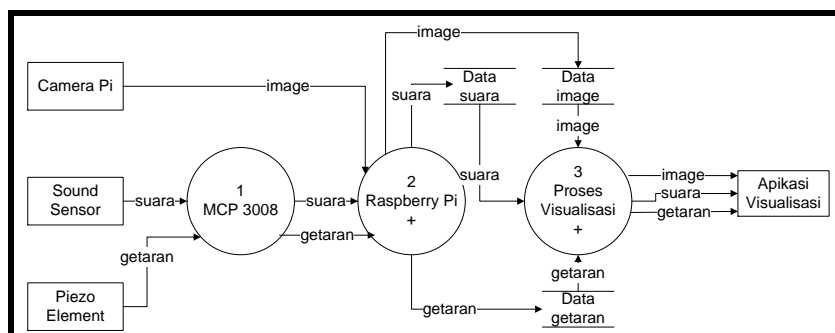 image
Camera Pi
image
suara
Data
suara
Data
image
image
Sound
Sensor
suara
1
MCP 3008
suara
getaran
2
Raspberry Pi
+
suara
3
Proses
Visualisasi
+
image
suara
getaran
Apikasi
Visualisasi
getaran
Piezo
Element
getaran
getaran
Data
getaran